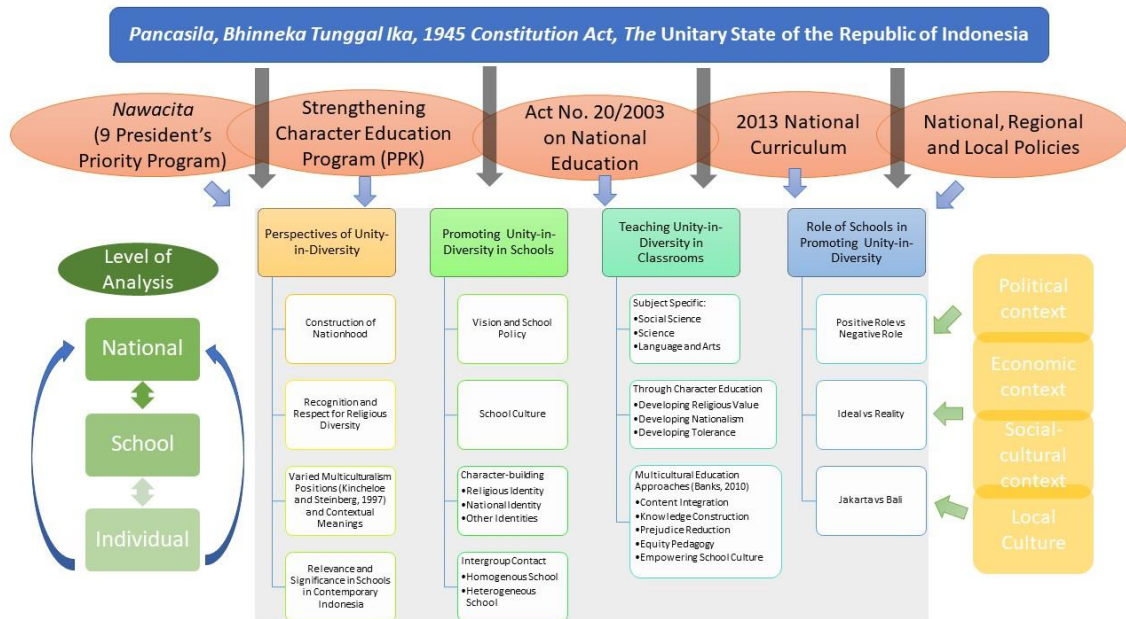 Pancasila, Bhinneka Tunggal Ika, 1945 Constitution Act, The Unitary State of the Republic of Indonesia
Nawacita
(9 President's
Priority Program)
Strengthening
Character Education
Program (PPK)
Act No. 20/2003
on National
Education
2013 National
Curriculum
National, Regional
and Local Policies
Level of
Analysis
National
School
Individual
Perspectives of Unity-
in-Diversity
Construction of
Nationhood
Recognition and
Respect for Religious
Diversity
Varied Multiculturalism
Positions (Kincheloe and
Steinberg, 1997)
and Contextual
Meanings
Relevance and
Significance in Schools
in Contemporary
Indonesia
Promoting Unity-in-
Diversity in Schools
Vision and School
Policy
School Culture
Character-building
•Religious Identity
•National Identity
•Other Identities
Intergroup Contact
•Homogenous School
•Heterogeneous
School
Teaching Unity-in-
Diversity in
Classrooms
Subject Specific:
•Social Science
•Science
•Language and Arts
Through Character Education
•Developing Religious Value
•Developing Nationalism
•Developing Tolerance
Multicultural Education
Approaches (Banks, 2010)
•Content Integration
•Knowledge Construction
•Prejudice Reduction
•Equity Pedagogy
•Empowering School Culture
Role of Schools in
Promoting Unity-in-
Diversity
Positive Role vs
Negative Role
Ideal vs Reality
Jakarta vs Bali
Political
context
Economic
context
Social-
cultural
context
Local
Culture